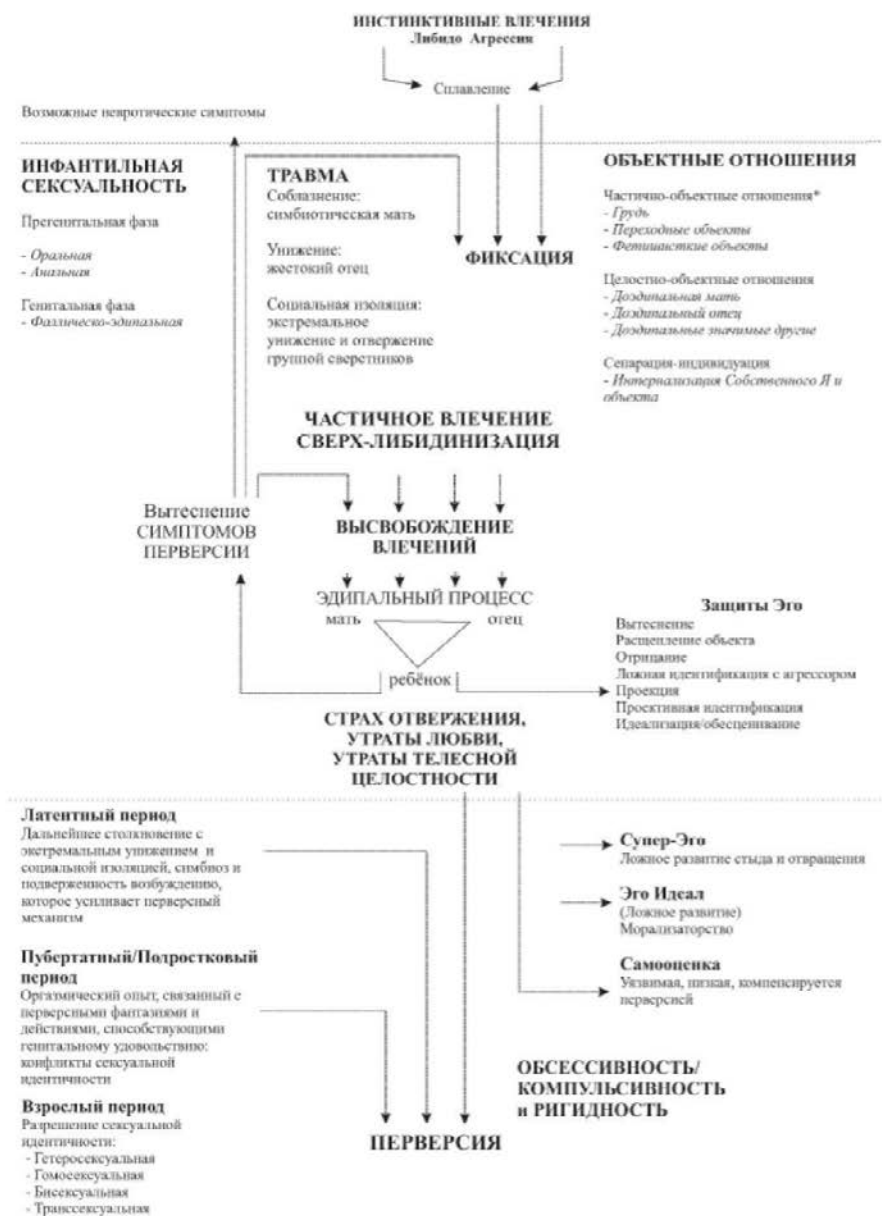 ИНСТИНКТИВНЫЕ ВЛЕЧЕНИЯ
Либидо Агрессия
Сплавление
Возможные невротические симптомы
ИНФАНТИЛЬНАЯ
СЕКСУАЛЬНОСТЬ
Прегенитальная фаза
- Оральная
- Анальная
Генитальная фаза
- Фаллическо-эдипальная
ТРАВМА
Соблазнение:
симбиотическая мать
Унижение:
жестокий отец
Социальная изоляция:
экстремальное
унижение и отвержение
группой сверстников
ФИКСАЦИЯ
ОБЪЕКТНЫЕ ОТНОШЕНИЯ
Частично-объектные отношения*
- Грудь
- Переходные объекты
- Фетишисткие объекты
Целостно-объектные отношения
- Доэдипальная мать
- Доэдипальный отец
- Доэдипальные значимые другие
Сепарация-индивидуация
- Интернализация Собственного Я и
объекта
ЧАСТИЧНОЕ ВЛЕЧЕНИЕ
СВЕРХ-ЛИБИДИНИЗАЦИЯ
Вытеснение
СИМПТОМОВ
ПЕРВЕРСИИ
ВЫСВОБОЖДЕНИЕ
ВЛЕЧЕНИЙ
ЭДИПАЛЬНЫЙ ПРОЦЕСС
мать отец
ребёнок
Защиты Эго
Вытеснение
Расщепление объекта
Отрицание
Ложная идентификация с агрессором
Проекция
Проективная идентификация
Идеализация/обесценивание
СТРАХ ОТВЕРЖЕНИЯ,
УТРАТЫ ЛЮБВИ,
УТРАТЫ ТЕЛЕСНОЙ
ЦЕЛОСТНОСТИ
Латентный период
Дальнейшее столкновение с
экстремальным унижением и
социальной изоляцией, симбиоз и
подверженность возбуждению,
которое усиливает перверсный
механизм
Пубертатный/Подростковый
период
Оргазмический опыт, связанный с
перверсными фантазиями и
действиями, способствующими
генитальному удовольствию:
конфликты сексуальной
идентичности
Взрослый период
Разрешение сексуальной
идентичности:
- Гетеросексуальная
- Гомосексуальная
- Бисексуальная
- Транссексуальная
Супер-Эго
Ложное развитие стыда и отвращения
Эго Идеал
(Ложное развитие)
Морализаторство
Самооценка
Уязвимая, низкая, компенсируется
перверсией
ОБСЕССИВНОСТЬ/
КОМПУЛЬСИВНОСТЬ
и РИГИДНОСТЬ
ПЕРВЕРСИЯ